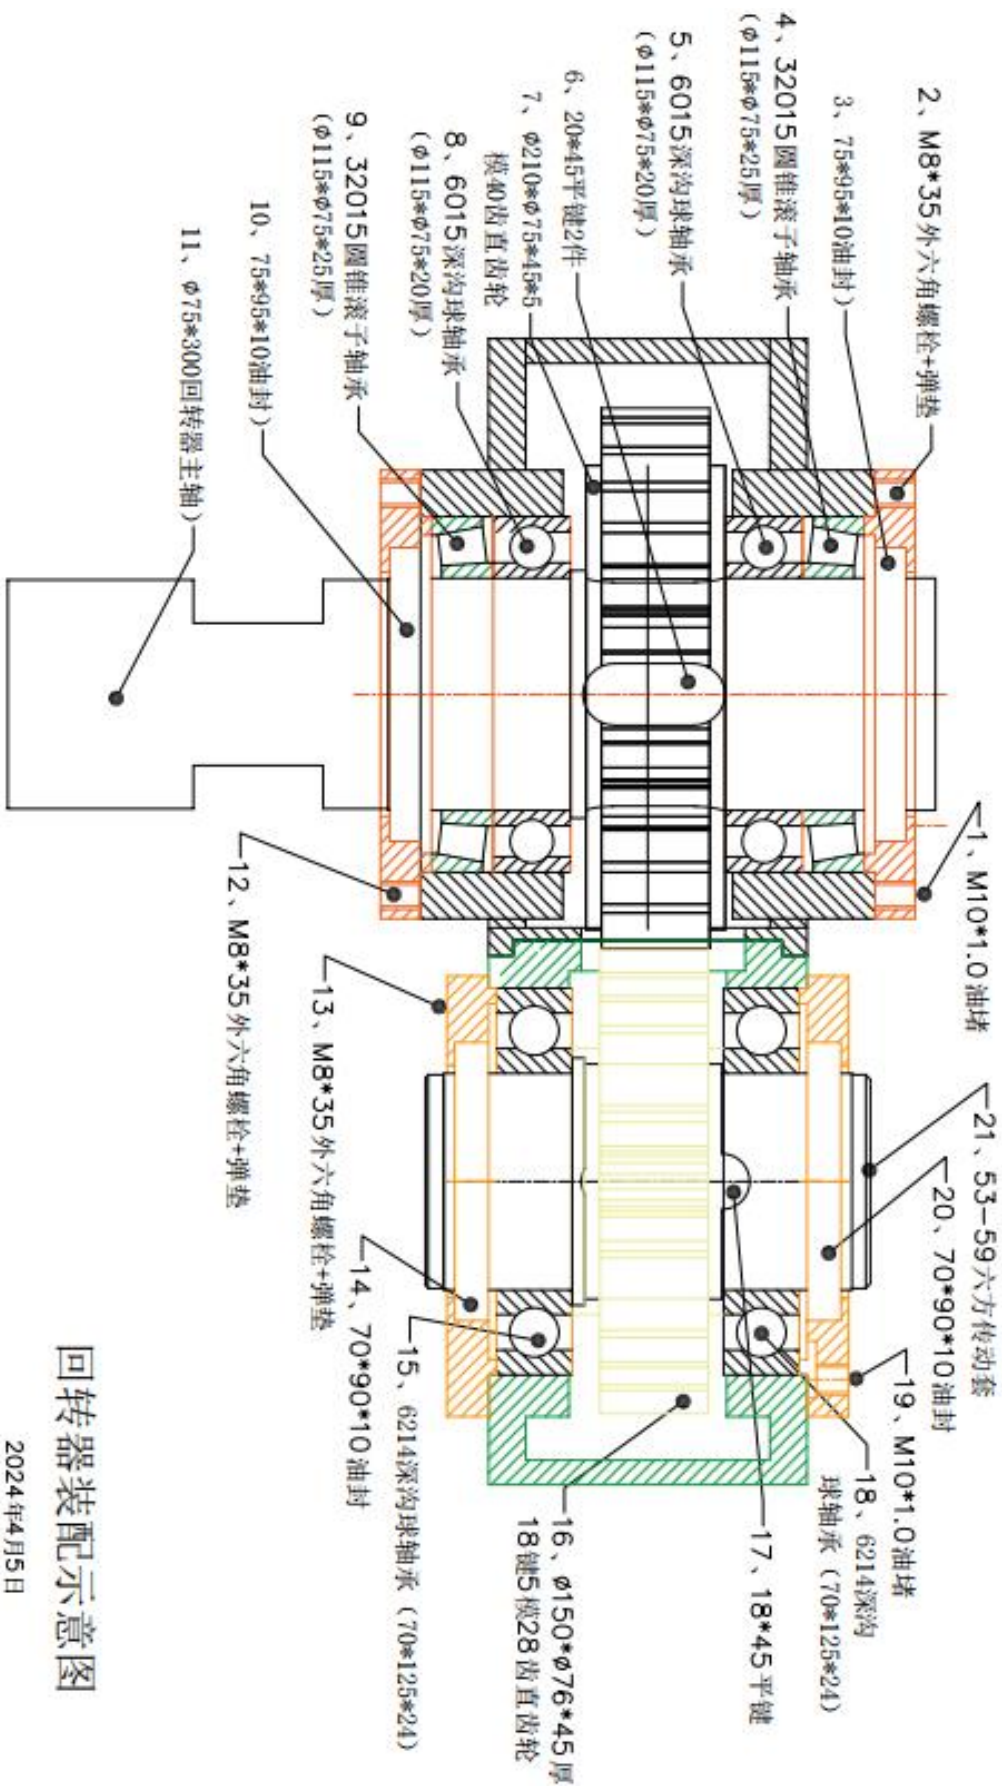 1、M10*1.0油堵
2、M8*35外六角螺栓+弹垫
3、75*95*10油封)
4、32015圆锥滚子轴承
(φ115*φ75*25厚)
5、6015深沟球轴承
(φ115*φ75*20厚)
6、20*45平键2件
7、φ210*φ75*45*5
模40齿直齿轮
8、6015深沟球轴承
(φ115*φ75*20厚)
9、32015圆锥滚子轴承
(φ115*φ75*25厚)
10、75*95*10油封)
11、φ75*300回转器主轴)
12、M8*35外六角螺栓+弹垫
13、M8*35外六角螺栓+弹垫
14、70*90*10油封
15、6214深沟球轴承(70*125*24)
16、φ150*φ76*45厚
18键5模28齿直齿轮
17、18*45平键
18、6214深沟
球轴承(70*125*24)
19、M10*1.0油堵
20、70*90*10油封
21、53-59六方传动套
回转器装配示意图
2024年4月5日